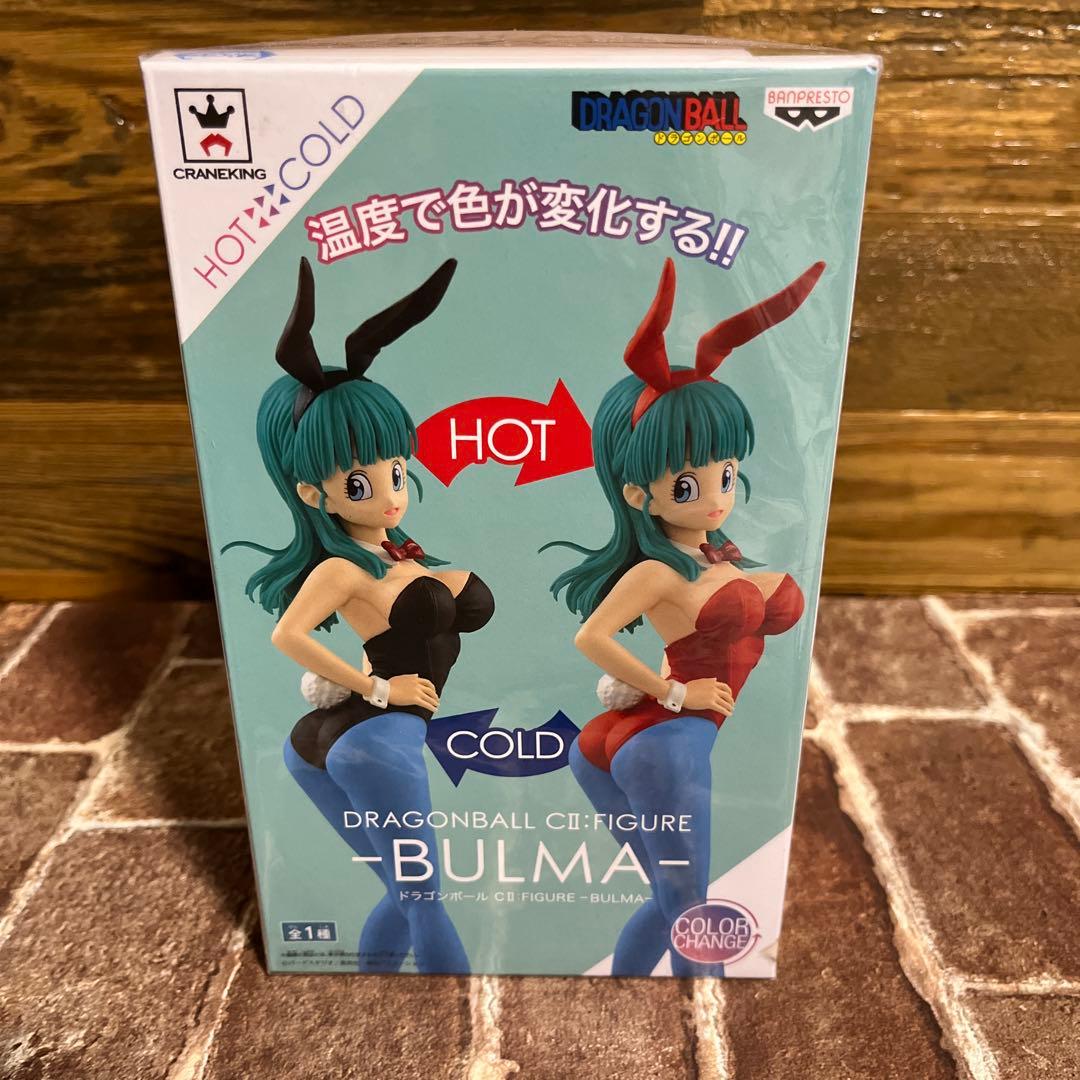 CRANEKING
HOT
COLD
DRAGONBALL
ドラゴンボール
BANPRESTO
温度で色が変化する!!
HOT
COLD
DRAGONBALL CⅡ:FIGURE
-BULMA-
ドラゴンボール CⅡ:FIGURE -BULMA-
全1種
COLOR
CHANGE